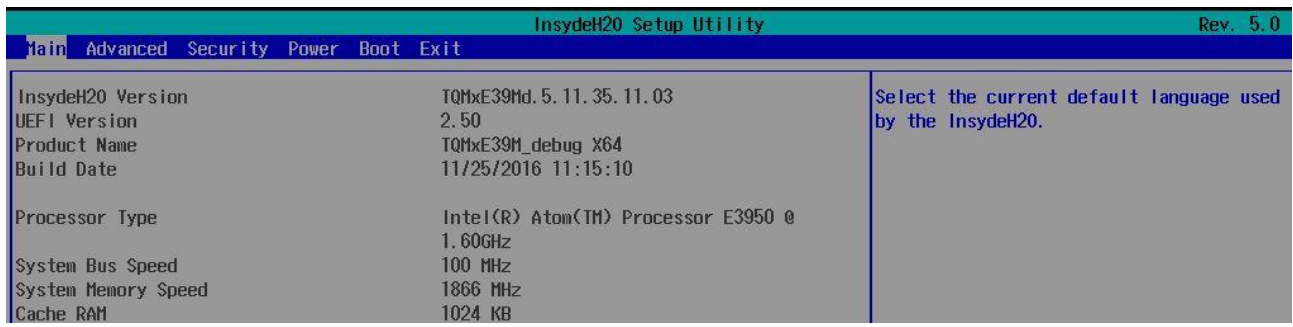 InsydeH20 Setup Utility Rev. 5.0
Main Advanced Security Power Boot Exit
InsydeH20 Version TQMxE39Md.5.11.35.11.03 Select the current default language used
UEFI Version 2.50 by the InsydeH20.
Product Name TQMxE39M_debug X64
Build Date 11/25/2016 11:15:10
Processor Type Intel(R) Atom(TM) Processor E3950 @
1.60GHz
System Bus Speed 100 MHz
System Memory Speed 1866 MHz
Cache RAM 1024 KB